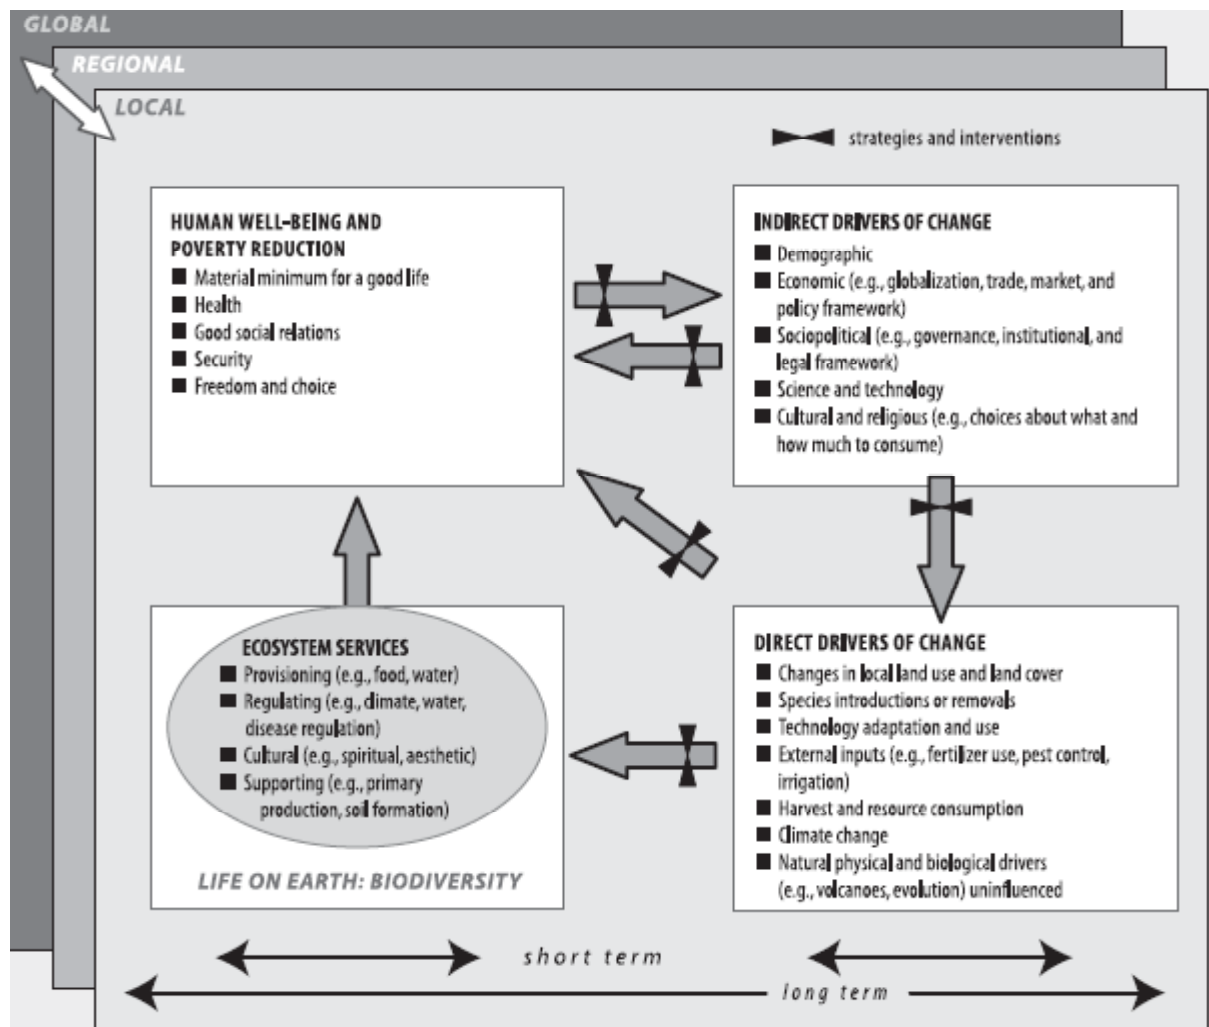 GLOBAL
REGIONAL
LOCAL
strategies and interventions
HUMAN WELL-BEING AND
POVERTY REDUCTION
■ Material minimum for a good life
■ Health
■ Good social relations
■ Security
■ Freedom and choice
INDIRECT DRIVERS OF CHANGE
■ Demographic
■ Economic (e.g., globalization, trade, market, and
policy framework)
■ Sociopolitical (e.g., governance, institutional, and
legal framework)
■ Science and technology
■ Cultural and religious (e.g., choices about what and
how much to consume)
ECOSYSTEM SERVICES
■ Provisioning (e.g., food, water)
■ Regulating (e.g., climate, water,
disease regulation)
■ Cultural (e.g., spiritual, aesthetic)
■ Supporting (e.g., primary
production, soil formation)
LIFE ON EARTH: BIODIVERSITY
DIRECT DRIVERS OF CHANGE
■ Changes in local land use and land cover
■ Species introductions or removals
■ Technology adaptation and use
■ External inputs (e.g., fertilizer use, pest control,
irrigation)
■ Harvest and resource consumption
■ Climate change
■ Natural physical and biological drivers
(e.g., volcanoes, evolution) uninfluenced
short term
long term